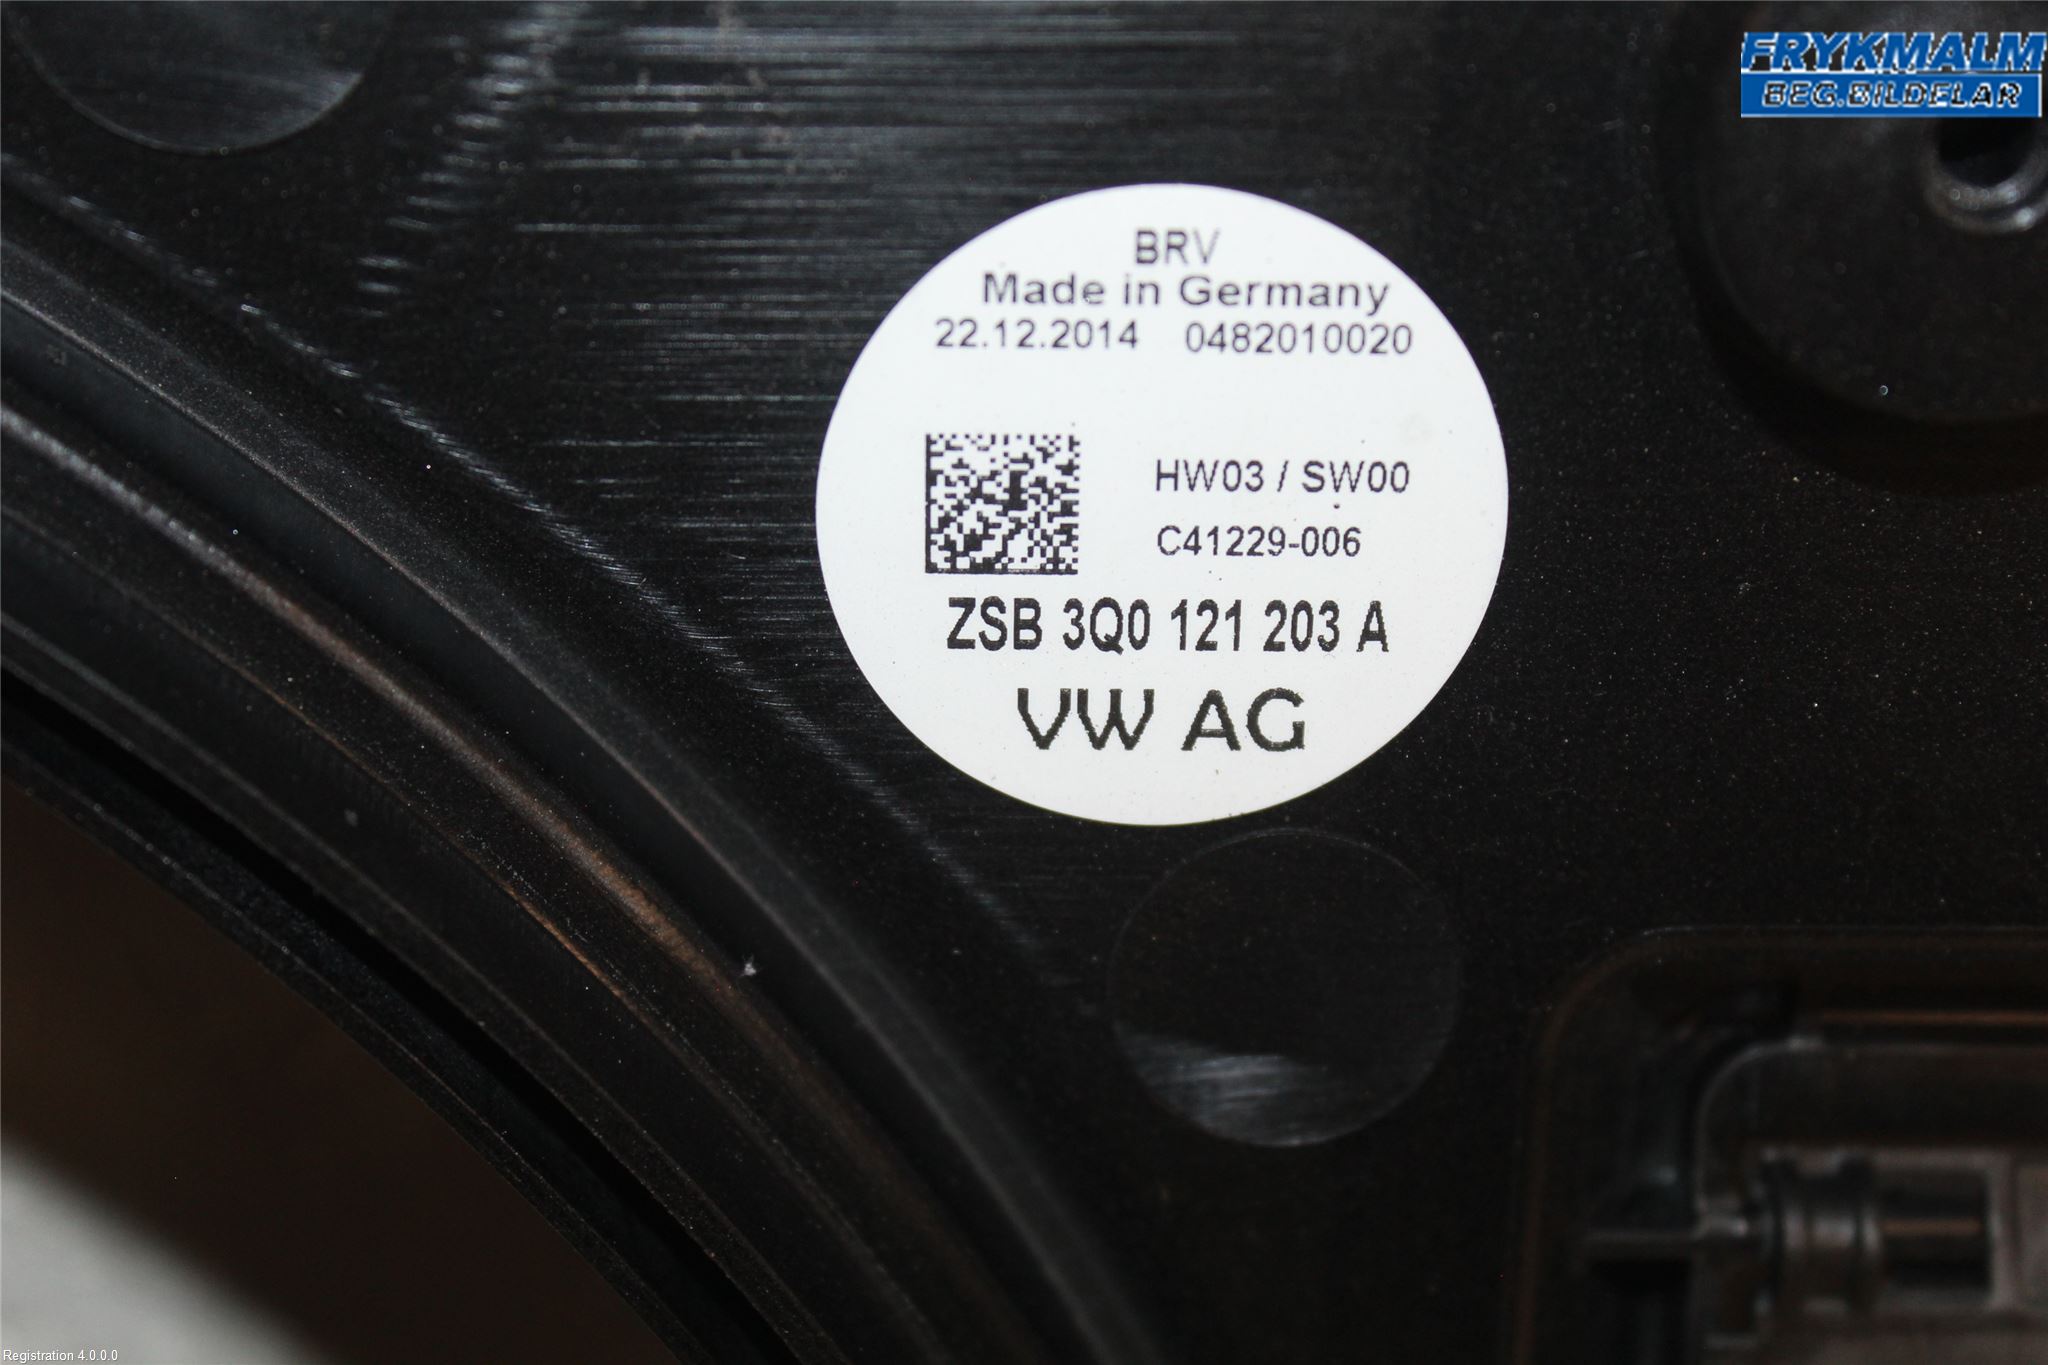 FRYKMALM
BEG.BILDELAR
BRV
Made in Germany
22.12.2014 0482010020
HW03 / SW00
C41229-006
ZSB 3Q0 121 203 A
VW AG
Registration 4.0.0.0